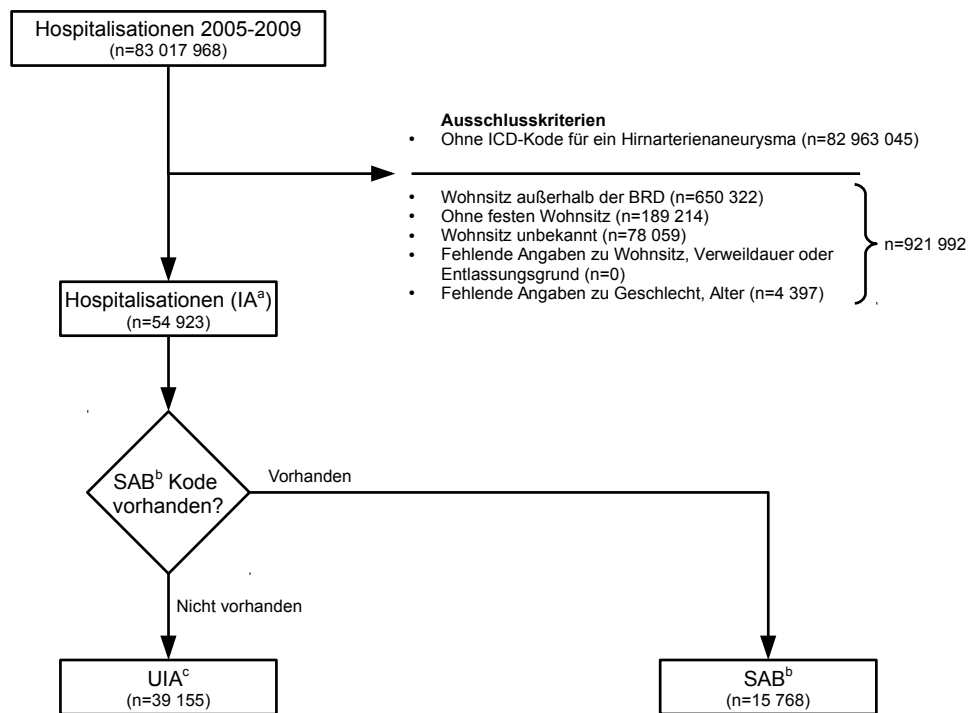 Hospitalisationen 2005-2009
(n=83 017 968)
Ausschlusskriterien
• Ohne ICD-Kode für ein Hirnarterienaneurysma (n=82 963 045)
• Wohnsitz außerhalb der BRD (n=650 322)
• Ohne festen Wohnsitz (n=189 214)
• Wohnsitz unbekannt (n=78 059)
• Fehlende Angaben zu Wohnsitz, Verweildauer oder
Entlassungsgrund (n=0)
• Fehlende Angaben zu Geschlecht, Alter (n=4 397)
n=921 992
Hospitalisationen (IAᵃ)
(n=54 923)
SABᵇ Kode
vorhanden?
Vorhanden
Nicht vorhanden
UIAᶜ
(n=39 155)
SABᵇ
(n=15 768)